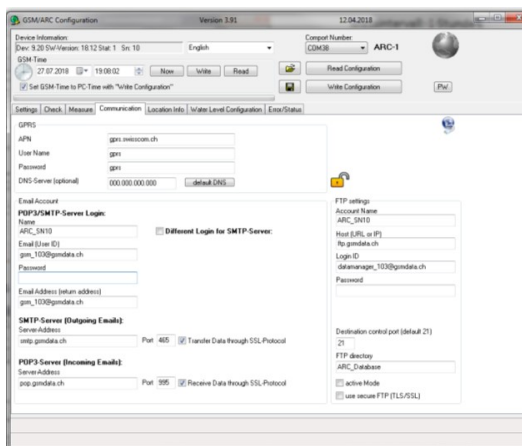 GSM/ARC Configuration Version 3.91 12.04.2018
Device Information: Comport Number:
Dev: 9.20 SW-Version: 18.12 Stat: 1 Sn: 10 English COM38 ARC-1
GSM-Time
27.07.2018 19:08:02 Now Write Read Read Configuration
Set GSM-Time to PC-Time with "Write Configuration" Write Configuration PW
Settings Check Measure Communication Location Info Water Level Configuration Error/Status
GPRS
APN gprs.swisscom.ch
User Name gprs
Password gprs
DNS-Server (optional) 000.000.000.000 default DNS
Email Account FTP settings
POP3/SMTP-Server Login: Account Name
Name ARC_SN10
ARC_SN10 Different Login for SMTP-Server: Host (URL or IP)
Email (User ID) ftp.gsmdata.ch
gsm_103@gsmdata.ch Login ID
Password datamanager_103@gsmdata.ch
Password
Email Address (return address)
gsm_103@gsmdata.ch
SMTP-Server (Outgoing Emails):
ServerAddress Destination control port (default 21)
smtp.gsmdata.ch Port 465 Transfer Data through SSL-Protocol 21
FTP directory
POP3-Server (Incoming Emails): ARC_Database
ServerAddress active Mode
pop.gsmdata.ch Port 995 Receive Data through SSL-Protocol use secure FTP (TLS/SSL)